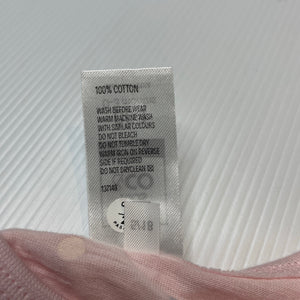 100% COTTON
WASH BEFORE WEAR
WARM MACHINE WASH
WITH SIMILAR COLOURS
DO NOT BLEACH
DO NOT TUMBLE DRY
WARM IRON ON REVERSE
SIDE IF REQUIRED
DO NOT DRYCLEAN